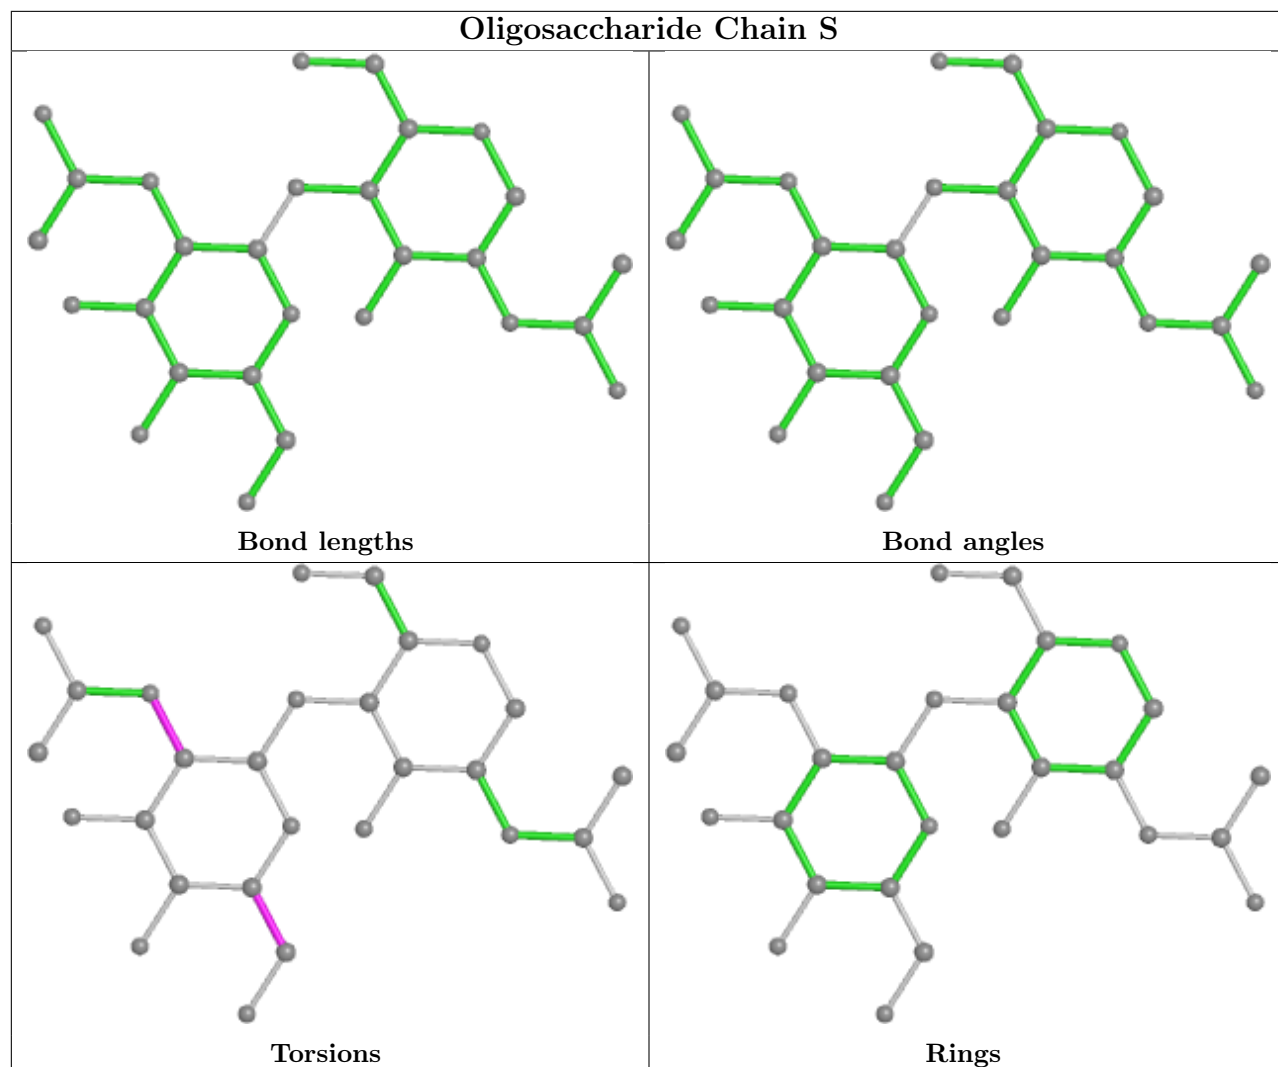 Oligosaccharide Chain S
Bond lengths
Bond angles
Torsions
Rings